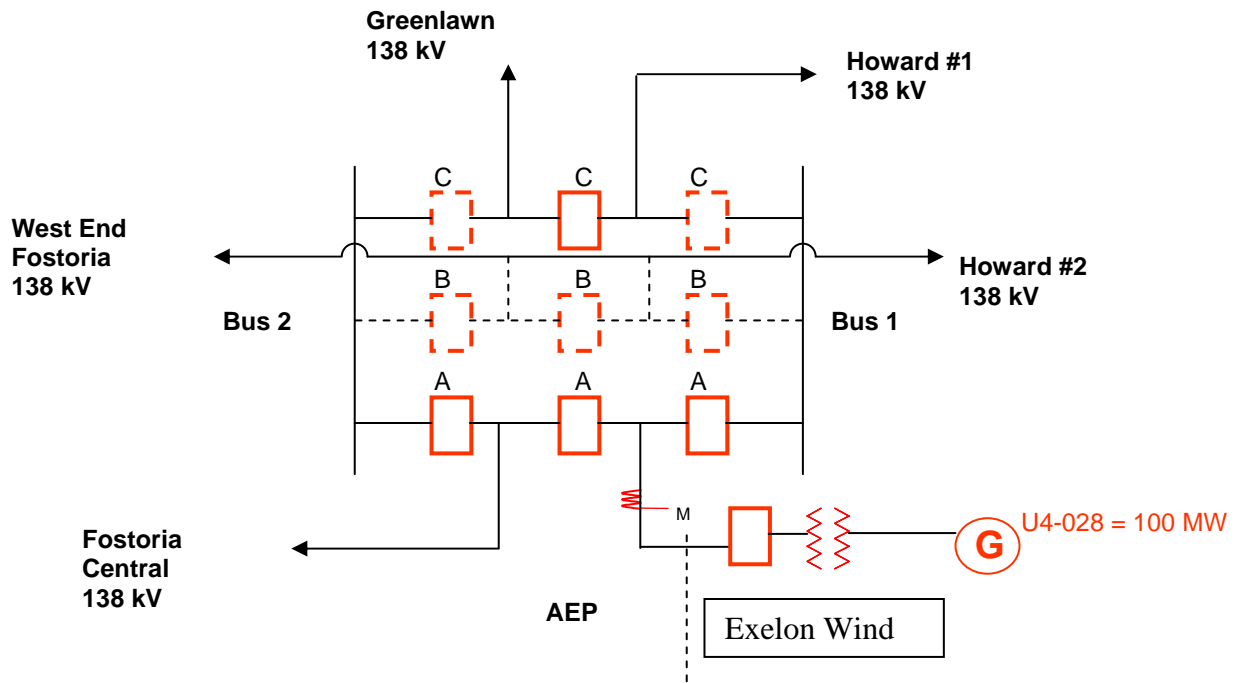 Greenlawn
138 kV
Howard #1
138 kV
C
C
C
West End
Fostoria
138 kV
Howard #2
138 kV
B
B
B
Bus 2
Bus 1
A
A
A
M
U4-028 = 100 MW
G
Fostoria
Central
138 kV
AEP
Exelon Wind